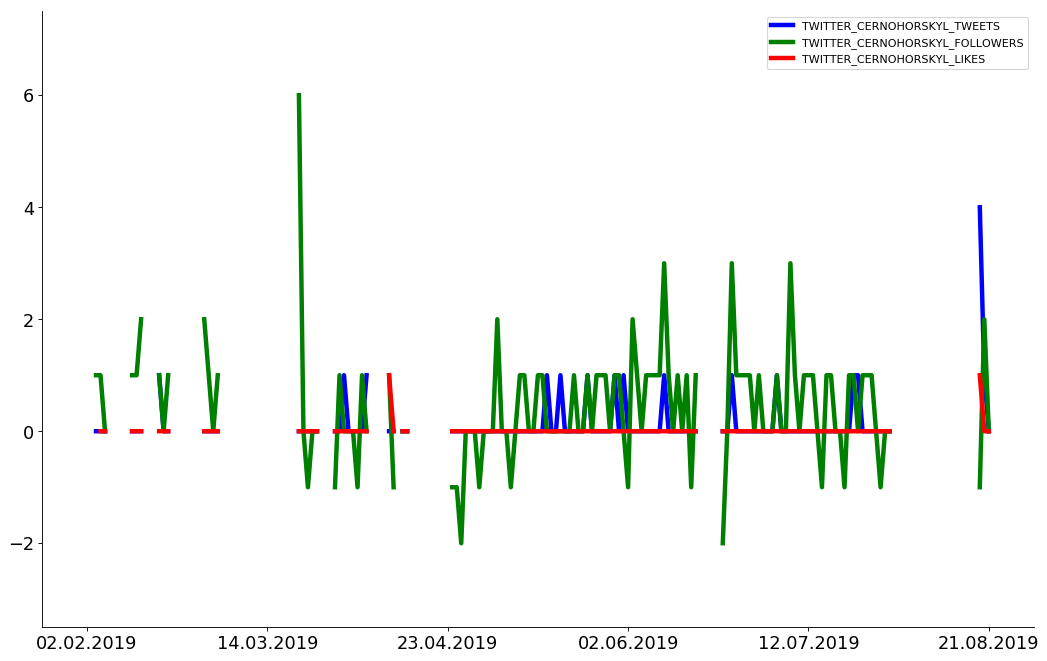 TWITTER_CERNOHORSKYL_TWEETS
TWITTER_CERNOHORSKYL_FOLLOWERS
TWITTER_CERNOHORSKYL_LIKES
6
4
2
0
−2
02.02.2019 14.03.2019 23.04.2019 02.06.2019 12.07.2019 21.08.2019